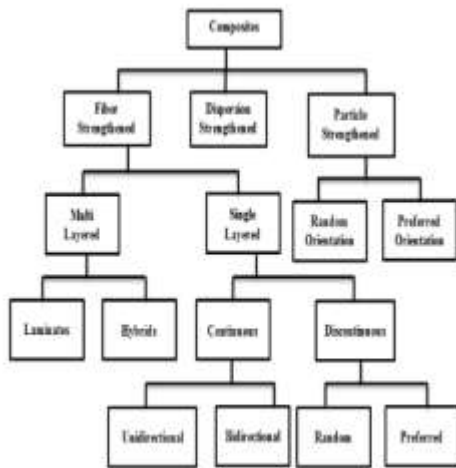 Composites
Fiber
Strengthened
Dispersion
Strengthened
Particle
Strengthened
Multi
Layered
Single
Layered
Random
Orientation
Preferred
Orientation
Laminates
Hybrids
Continuous
Discontinuous
Unidirectional
Bidirectional
Random
Preferred